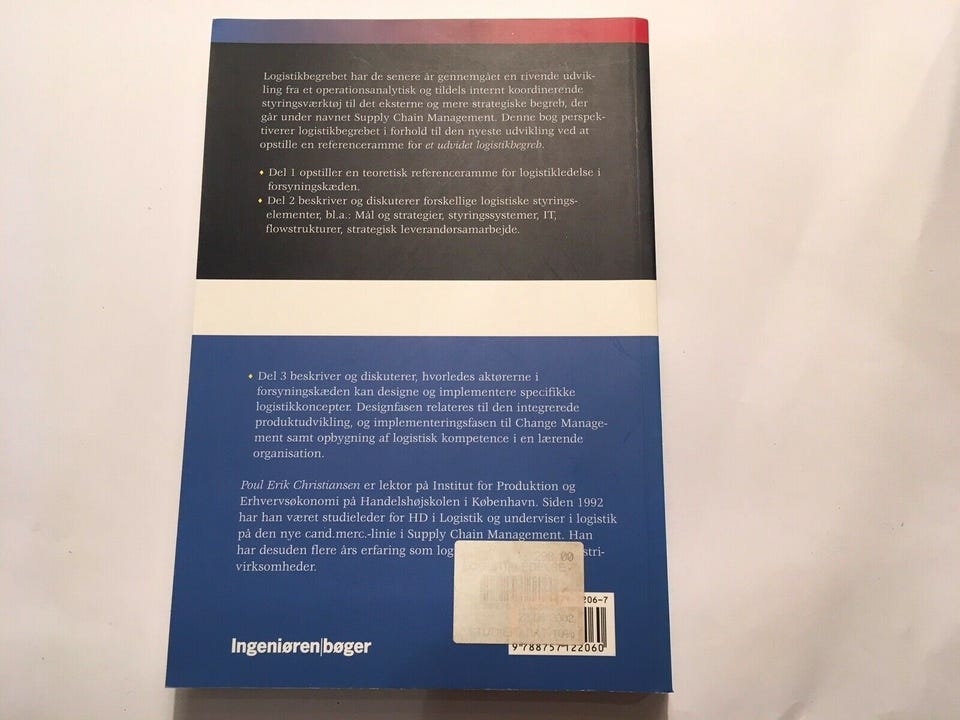 Logistikbegrebet har de senere år gennemgået en rivende udvik-
ling fra et operationsanalytisk og tildels internt koordinerende
styringsværktøj til det eksterne og mere strategiske begreb, der
går under navnet Supply Chain Management. Denne bog perspek-
tiverer logistikbegrebet i forhold til den nyeste udvikling ved at
opstille en referenceramme for et udvidet logistikbegreb.
⬧ Del 1 opstiller en teoretisk referenceramme for logistikledelse i
forsyningskæden.
⬧ Del 2 beskriver og diskuterer forskellige logistiske styrings-
elementer, bl.a.: Mål og strategier, styringssystemer, IT,
flowstrukturer, strategisk leverandørsamarbejde.
⬧ Del 3 beskriver og diskuterer, hvorledes aktørerne i
forsyningskæden kan designe og implementere specifikke
logistikkoncepter. Designfasen relateres til den integrerede
produktudvikling, og implementeringsfasen til Change Manage-
ment samt opbygning af logistisk kompetence i en lærende
organisation.
Poul Erik Christiansen er lektor på Institut for Produktion og
Erhvervsøkonomi på Handelshøjskolen i København. Siden 1992
har han været studieleder for HD i Logistik og underviser i logistik
på den nye cand.merc.-linie i Supply Chain Management. Han
har desuden flere års erfaring som log stri-
virksomheder.
206-7
9 788757 122060
Ingeniøren|bøger